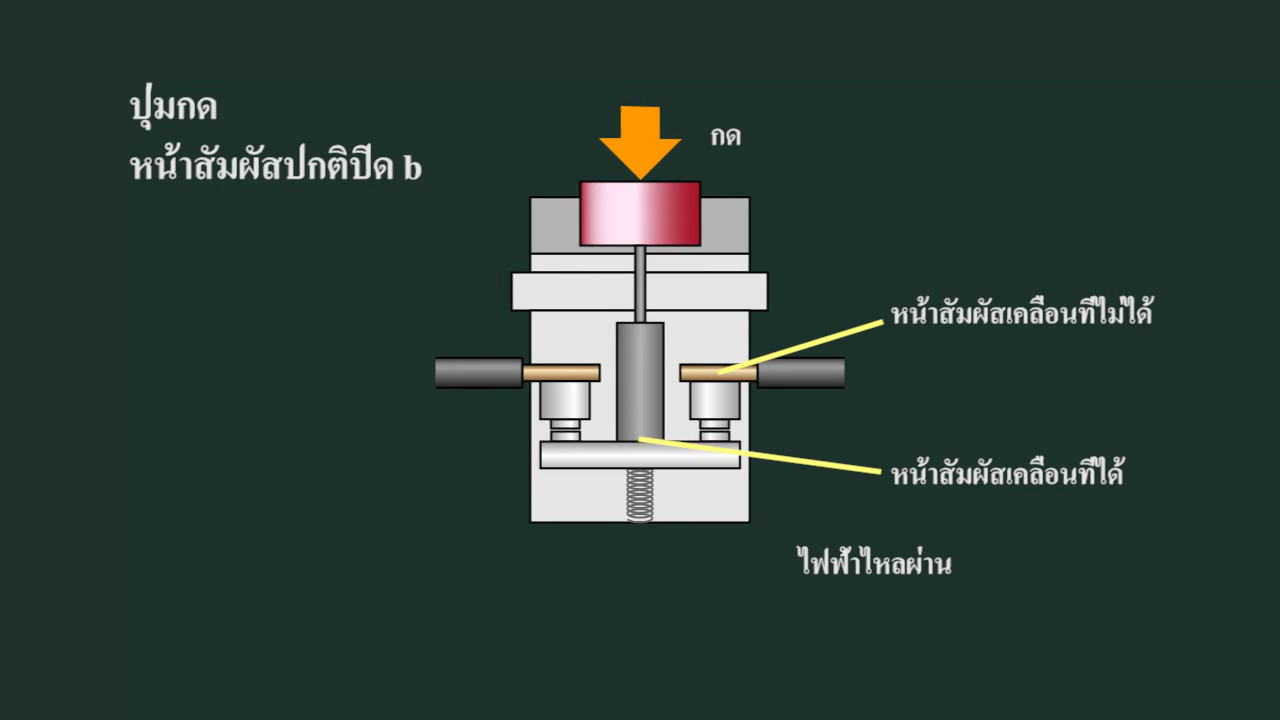 ปุ่มกด
หน้าสัมผัสปกติปิด b
กด
หน้าสัมผัสเคลื่อนที่ไม่ได้
หน้าสัมผัสเคลื่อนที่ได้
ไฟฟ้าไหลผ่าน